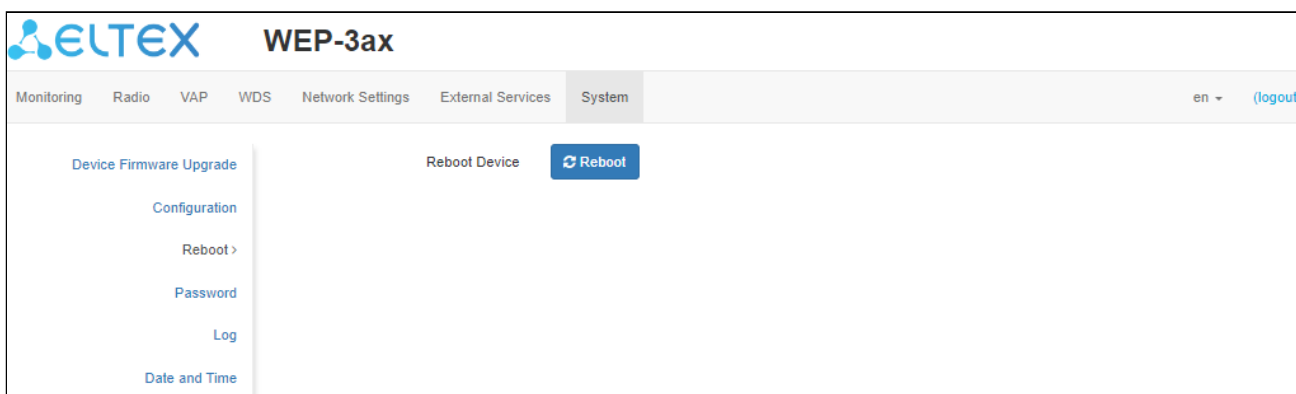 ELTEX WEP-3ax
Monitoring Radio VAP WDS Network Settings External Services System en (logout
Device Firmware Upgrade
Reboot Device Reboot
Configuration
Reboot >
Password
Log
Date and Time